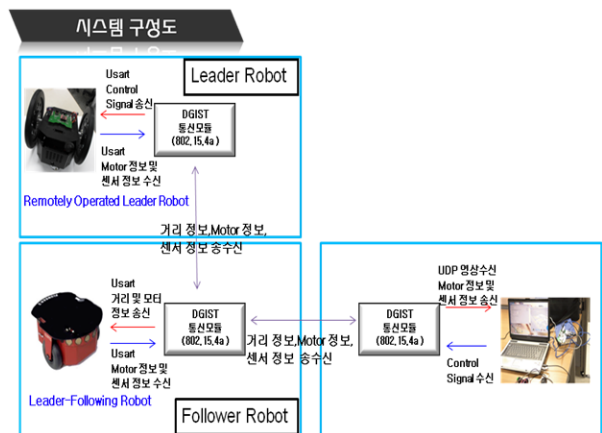 시스템 구성도
Leader Robot
Usart
Control
Signal 송신
DGIST
통신모듈
(802.15.4a)
Usart
Motor 정보 및
센서 정보 수신
Remotely Operated Leader Robot
거리 정보,Motor 정보,
센서 정보 송수신
Usart
거리 및 모터
정보 송신
DGIST
통신모듈
(802.15.4a)
Usart
Motor 정보 및
센서 정보 수신
Leader-Following Robot
Follower Robot
거리 정보,Motor 정보,
센서 정보 송수신
DGIST
통신모듈
(802.15.4a)
UDP 영상수신
Motor 정보 및
센서 정보 송신
Control
Signal 수신